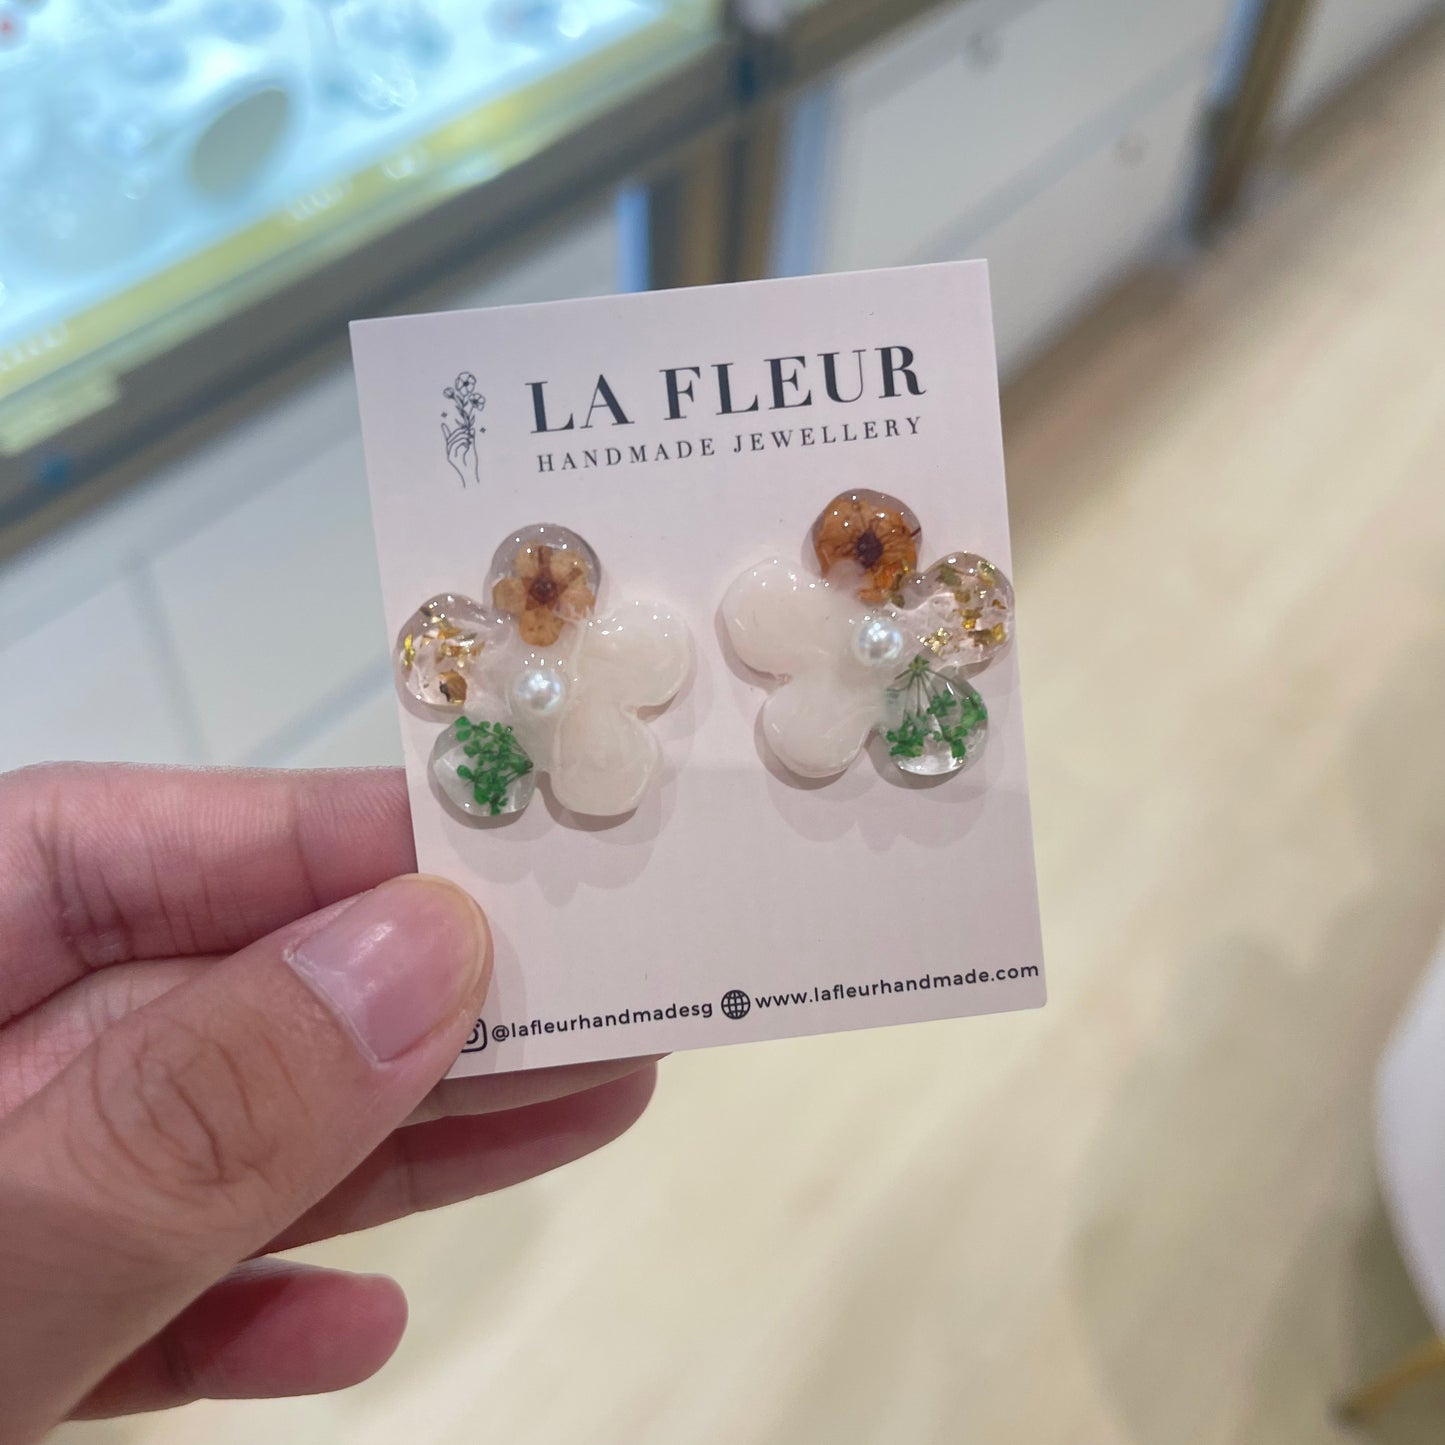 LA FLEUR
HANDMADE JEWELLERY
@lafleurhandmadesg www.lafleurhandmade.com